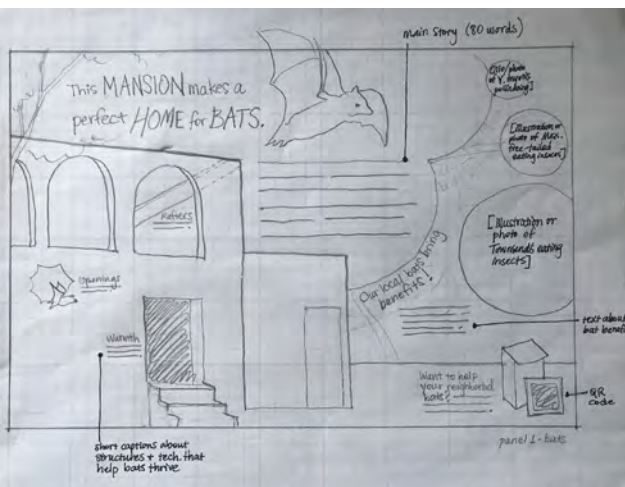 main story (80 words)
This MANSION makes a
perfect HOME for BATS.
photo
[Illustration or
photo of Mex.
free-tailed
eating insects]
[Illustration or
photo of
Townsend's eating
insects]
Rafters
Openings
Warmth
Our local bats bring
benefits!
text about
bat benefi
Want to help
your neighborhood
bats?
QR
code
panel 1 - bats
short captions about
structures + tech. that
help bats thrive